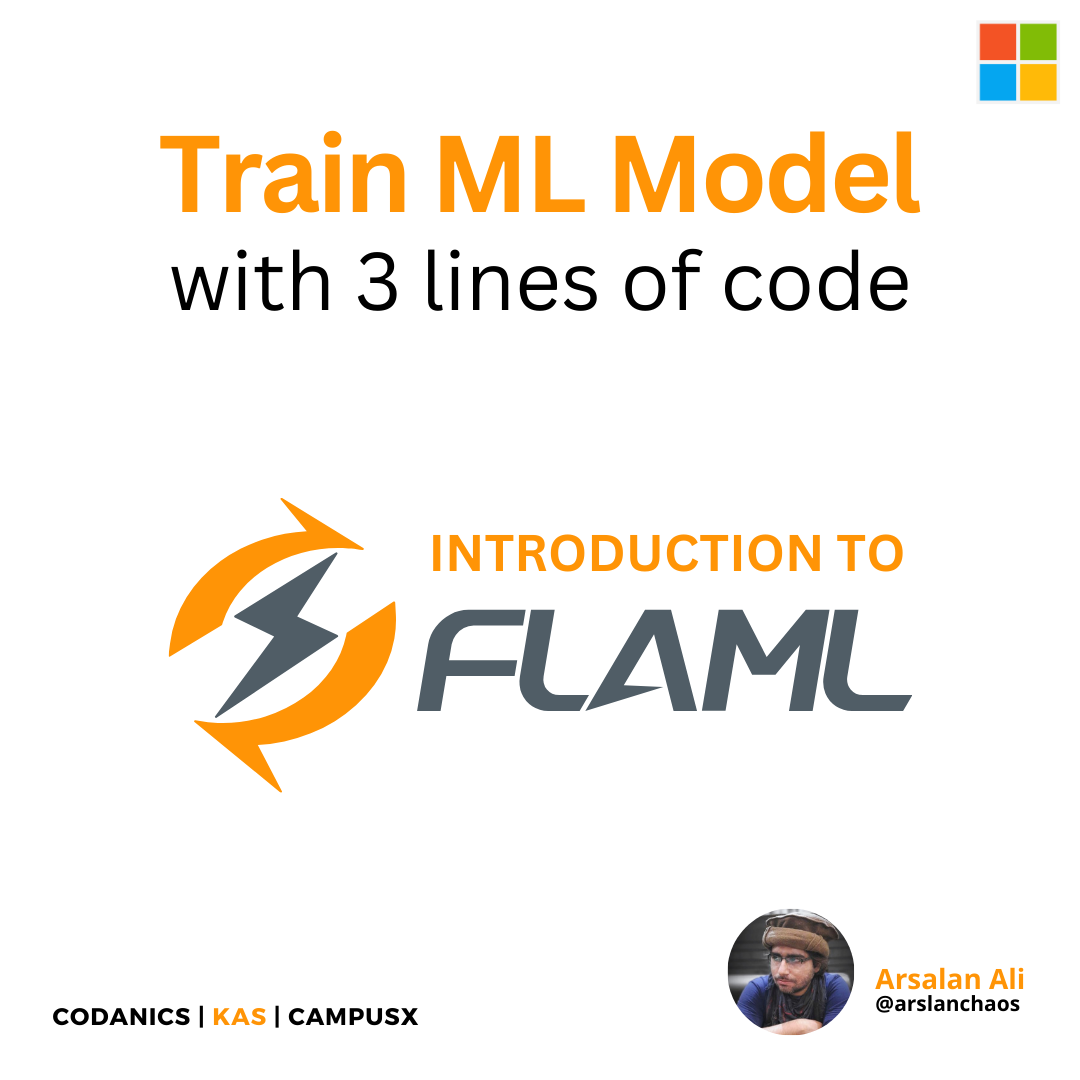 Train ML Model
with 3 lines of code
INTRODUCTION TO
FLAML
Arsalan Ali
@arslanchaos
CODANICS | KAS | CAMPUSX